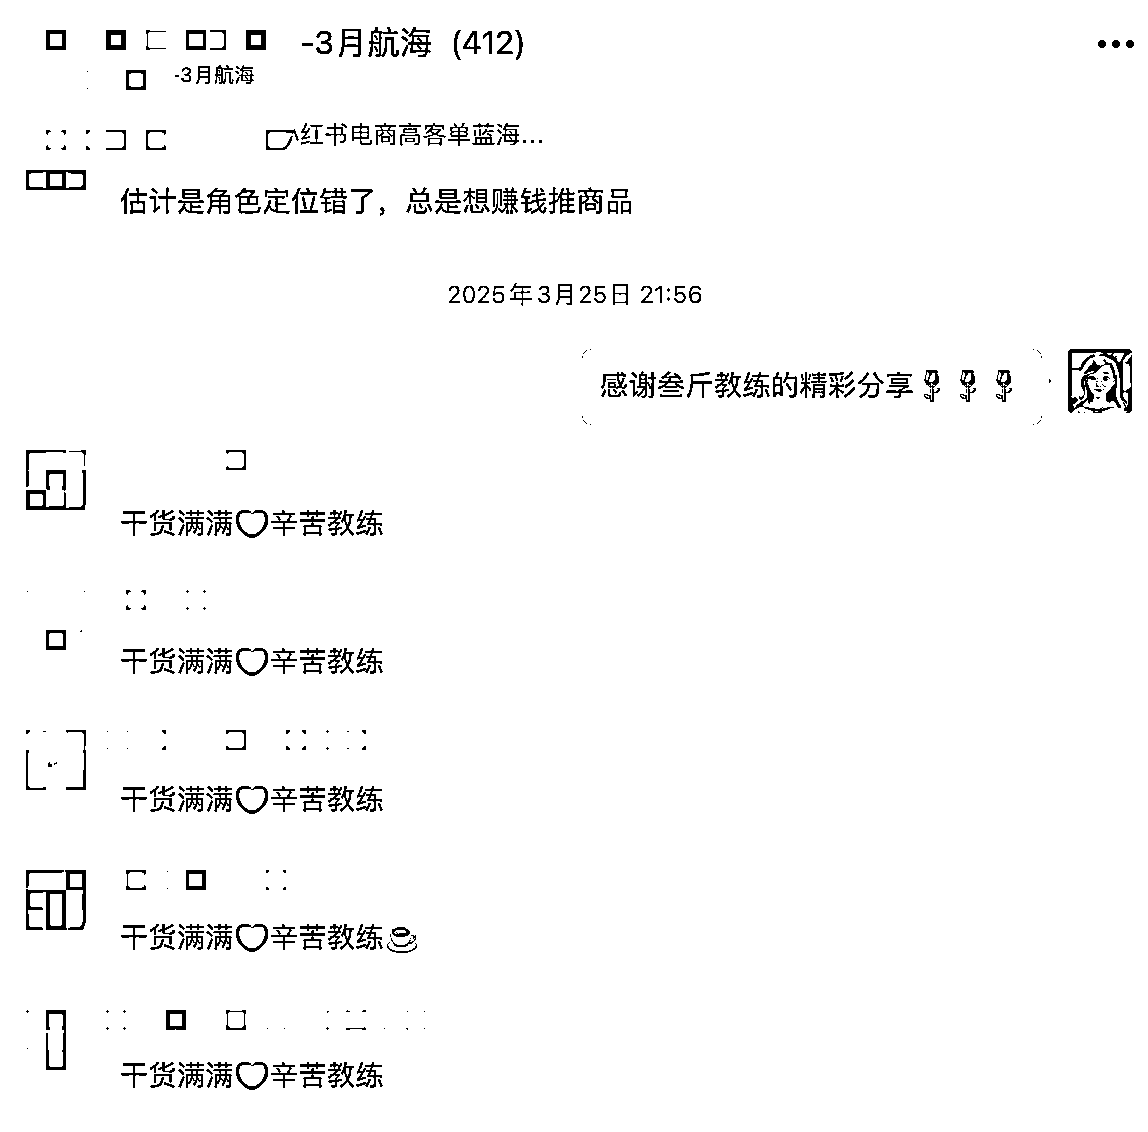 -3月航海 (412)
-3月航海
红书电商高客单蓝海...
估计是角色定位错了，总是想赚钱推商品
2025年3月25日 21:56
感谢叁斤教练的精彩分享🌹🌹🌹
干货满满♡辛苦教练
干货满满♡辛苦教练
干货满满♡辛苦教练
干货满满♡辛苦教练☕
干货满满♡辛苦教练